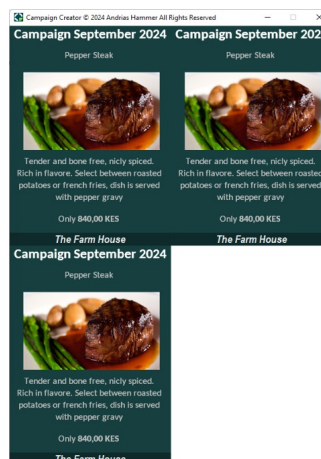 Campaign Creator © 2024 Andrias Hammer All Rights Reserved
Campaign September 2024
Pepper Steak
Tender and bone free, nicly spiced.
Rich in flavore. Select between roasted
potatoes or french fries, dish is served
with pepper gravy
Only 840,00 KES
The Farm House
Campaign September 202
Pepper Steak
Tender and bone free, nicly spiced.
Rich in flavore. Select between roasted
potatoes or french fries, dish is served
with pepper gravy
Only 840,00 KES
The Farm House
Campaign September 2024
Pepper Steak
Tender and bone free, nicly spiced.
Rich in flavore. Select between roasted
potatoes or french fries, dish is served
with pepper gravy
Only 840,00 KES
The Farm House